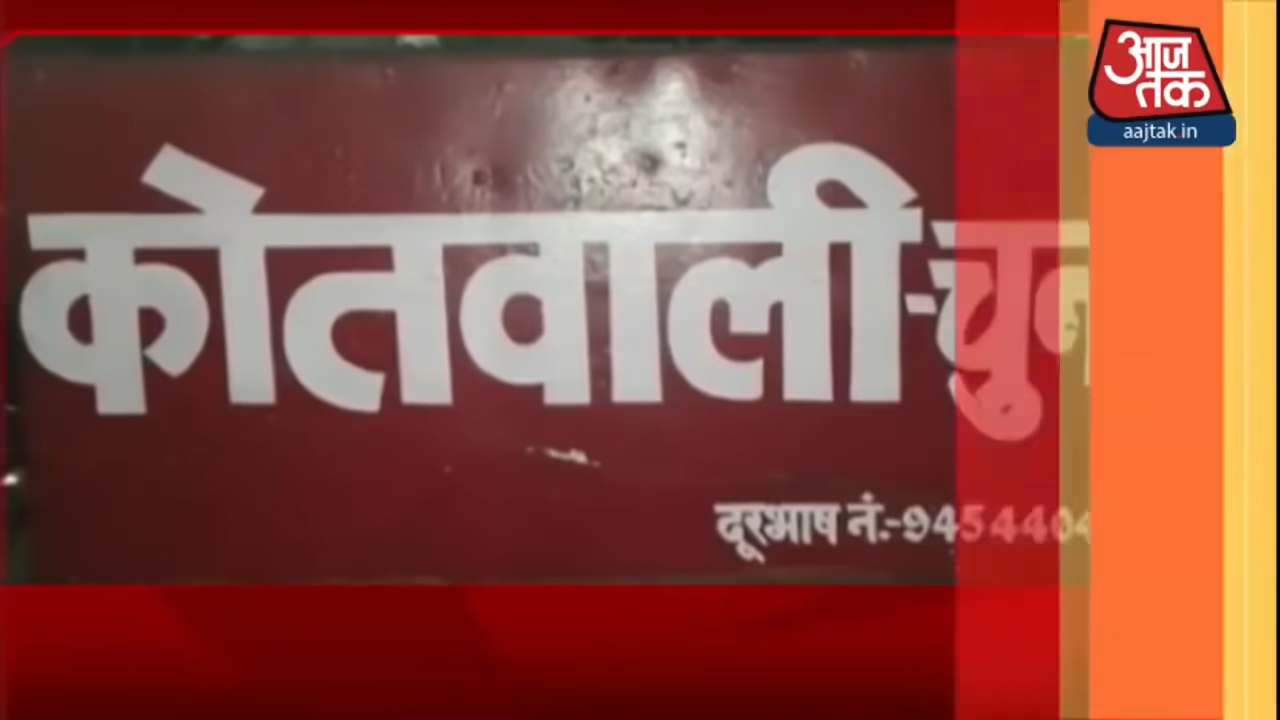 आज
तक
aajtak.in
कोतवाली-चुन
दूरभाष नं.-9454404